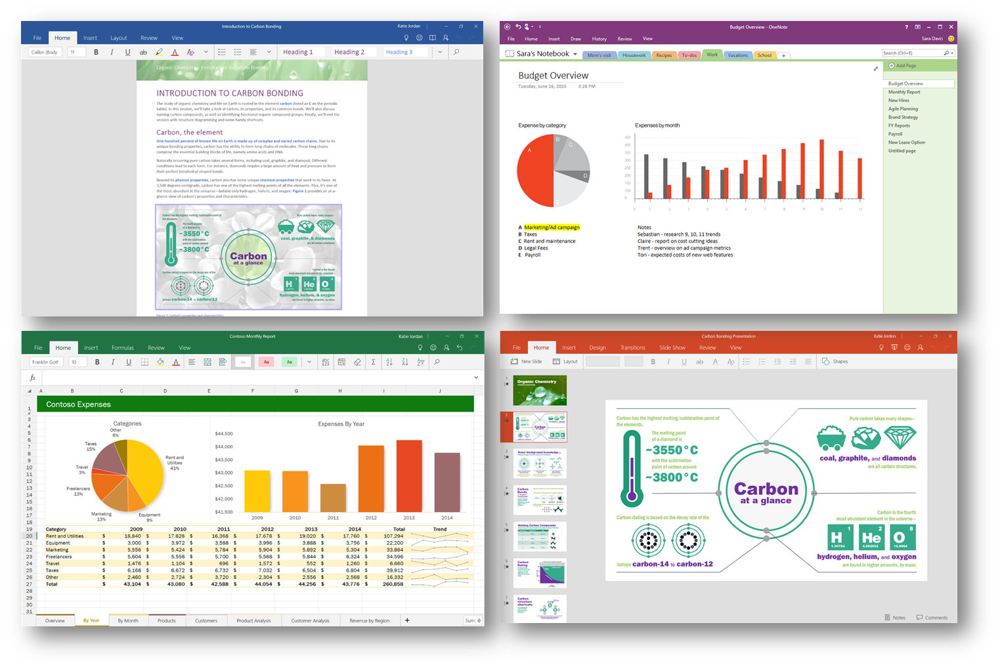 Introduction to Carbon Bonding
Katie Jordan
File Home Insert Layout Review View
Calibri (Body 11 B I U ab A Heading 1 Heading 2 Heading 3
Organic Chemistry – Introduction to Carbon Bonding
INTRODUCTION TO CARBON BONDING
The study of organic chemistry and life on Earth is rooted in the element carbon (listed as C on the periodic
table). In this session, we'll take a look at carbon, its properties, and its common bonds. We'll also discuss
naming carbon compounds, as well as identifying functional organic compound groups. Finally, we'll end the
session with structure diagramming and some handy shortcuts.
Carbon, the element
One hundred percent of known life on Earth is made up of complex and varied carbon chains. Due to its
unique bonding properties, carbon has the ability to form long chains of molecules. These long chains
comprise the essential building blocks of life, namely amino acids and DNA.
Naturally occurring pure carbon takes several forms, including coal, graphite, and diamond. Different
conditions lead to each form. For instance, diamonds require a large amount of heat and pressure to form
their perfect tetrahedral-shaped bonds.
Beyond its physical properties, carbon also has some unique chemical properties that work in its favor. At
3,500 degrees centigrade, carbon has one of the highest melting points of all the elements. Plus, it's one of
the most abundant in the universe—behind only hydrogen, helium, and oxygen. Figure 1 provides an at-a-
glance view of carbon's properties and characteristics.
Carbon has the highest melting/sublimation point of
the elements.
The melting point
of a diamond is
~3550°C
with the sublimation
point of carbon around
~3800°C
Pure carbon takes many shapes—
coal, graphite, & diamonds
are all carbon structures.
Carbon
at a glance
Carbon-dating is based on the decay rate of the
isotope carbon-14 to carbon-12
Carbon is the fourth
most abundant element in the universe—
H 1 He 2 O 8
hydrogen, helium, & oxygen
are found in higher amounts, by mass.
Figure 1: Carbon's properties and characteristics
Budget Overview - OneNote
File Home Insert Draw History Review View
Sara Davis
Sara's Notebook Mom's visit Housework Recipes To-dos Work Vacations School +
Search (Ctrl+E)
Budget Overview
Tuesday, June 16, 2015 3:26 PM
Add Page
Budget Overview
Monthly Report
New Hires
Agile Planning
Brand Strategy
FY Reports
Payroll
New Lease Option
Untitled page
Expense by category
A B C D
Expenses by month
450
400
350
300
250
200
150
100
50
0
0 1 2 3 4 5 6 7 8 9 10 11 12
A Marketing/Ad campaign
B Taxes
C Rent and maintenance
D Legal Fees
E Payroll
Notes
Sebastian - research 9, 10, 11 trends
Claire - report on cost cutting ideas
Trent - overview on ad campaign metrics
Tori - expected costs of new web features
Contoso Monthly Report
Katie Jordan
File Home Insert Formulas Review View
Franklin Goth 10 B I U A Aa Aa Aa abc 123 Σ
fx
A B C D E F G H I J
Contoso Expenses
Categories
Other
6%
Taxes
15%
Travel
3%
Freelancers
13%
Marketing
13%
Equipment
9%
Rent and
Utilities
41%
Expenses By Year
$44,500
$44,000
$43,500
$43,000
$42,500
$42,000
$41,500
2009 2010 2011 2012 2013 2014
19 Category 2009 2010 2011 2012 2013 2014 Total Trend
20 Rent and Utilities $ 18,840 $ 17,628 $ 16,368 $ 17,678 $ 19,020 $ 17,760 $ 107,294
21 Equipment $ 3,000 $ 3,972 $ 3,588 $ 3,996 $ 3,888 $ 3,756 $ 22,200
22 Marketing $ 5,556 $ 5,424 $ 5,784 $ 5,904 $ 5,892 $ 5,304 $ 33,864
23 Freelancers $ 5,604 $ 5,556 $ 5,700 $ 5,568 $ 5,844 $ 6,324 $ 34,596
24 Travel $ 1,476 $ 1,104 $ 696 $ 1,572 $ 552 $ 1,260 $ 6,660
25 Taxes $ 6,168 $ 6,672 $ 6,732 $ 7,032 $ 6,504 $ 6,804 $ 39,912
26 Other $ 2,460 $ 2,724 $ 3,720 $ 2,304 $ 2,556 $ 2,568 $ 16,332
27 Total $ 43,104 $ 43,080 $ 42,588 $ 44,054 $ 44,256 $ 43,776 $ 260,858
28
29
30
31
Overview By Year By Month Products Customers Product Analysis Customer Analysis Revenue by Region + Sum: 0
Carbon Bonding Presentation
Katie Jordon
File Home Insert Design Transitions Slide Show Review View
New Slide Layout B I U ab A Shapes
1 Organic Chemistry
2
3 Some background knowledge...
4 Carbon
Bonds
5 Naming Carbon Compounds
6 Carbon
Dating
7 Carbon
structure
shortcuts
Carbon has the highest melting/sublimation point of
the elements.
The melting point
of a diamond is
~3550°C
with the sublimation
point of carbon around
~3800°C
Pure carbon takes many shapes—
coal, graphite, and diamonds
are all carbon structures.
Carbon
at a glance
Carbon-dating is based on the decay rate of the
isotope carbon-14 to carbon-12
Carbon is the fourth
most abundant element in the universe—
H 1 He 2 O 8
1.00794 4.002602 15.9994
hydrogen, helium, and oxygen
are found in higher amounts, by mass.
Notes Comments